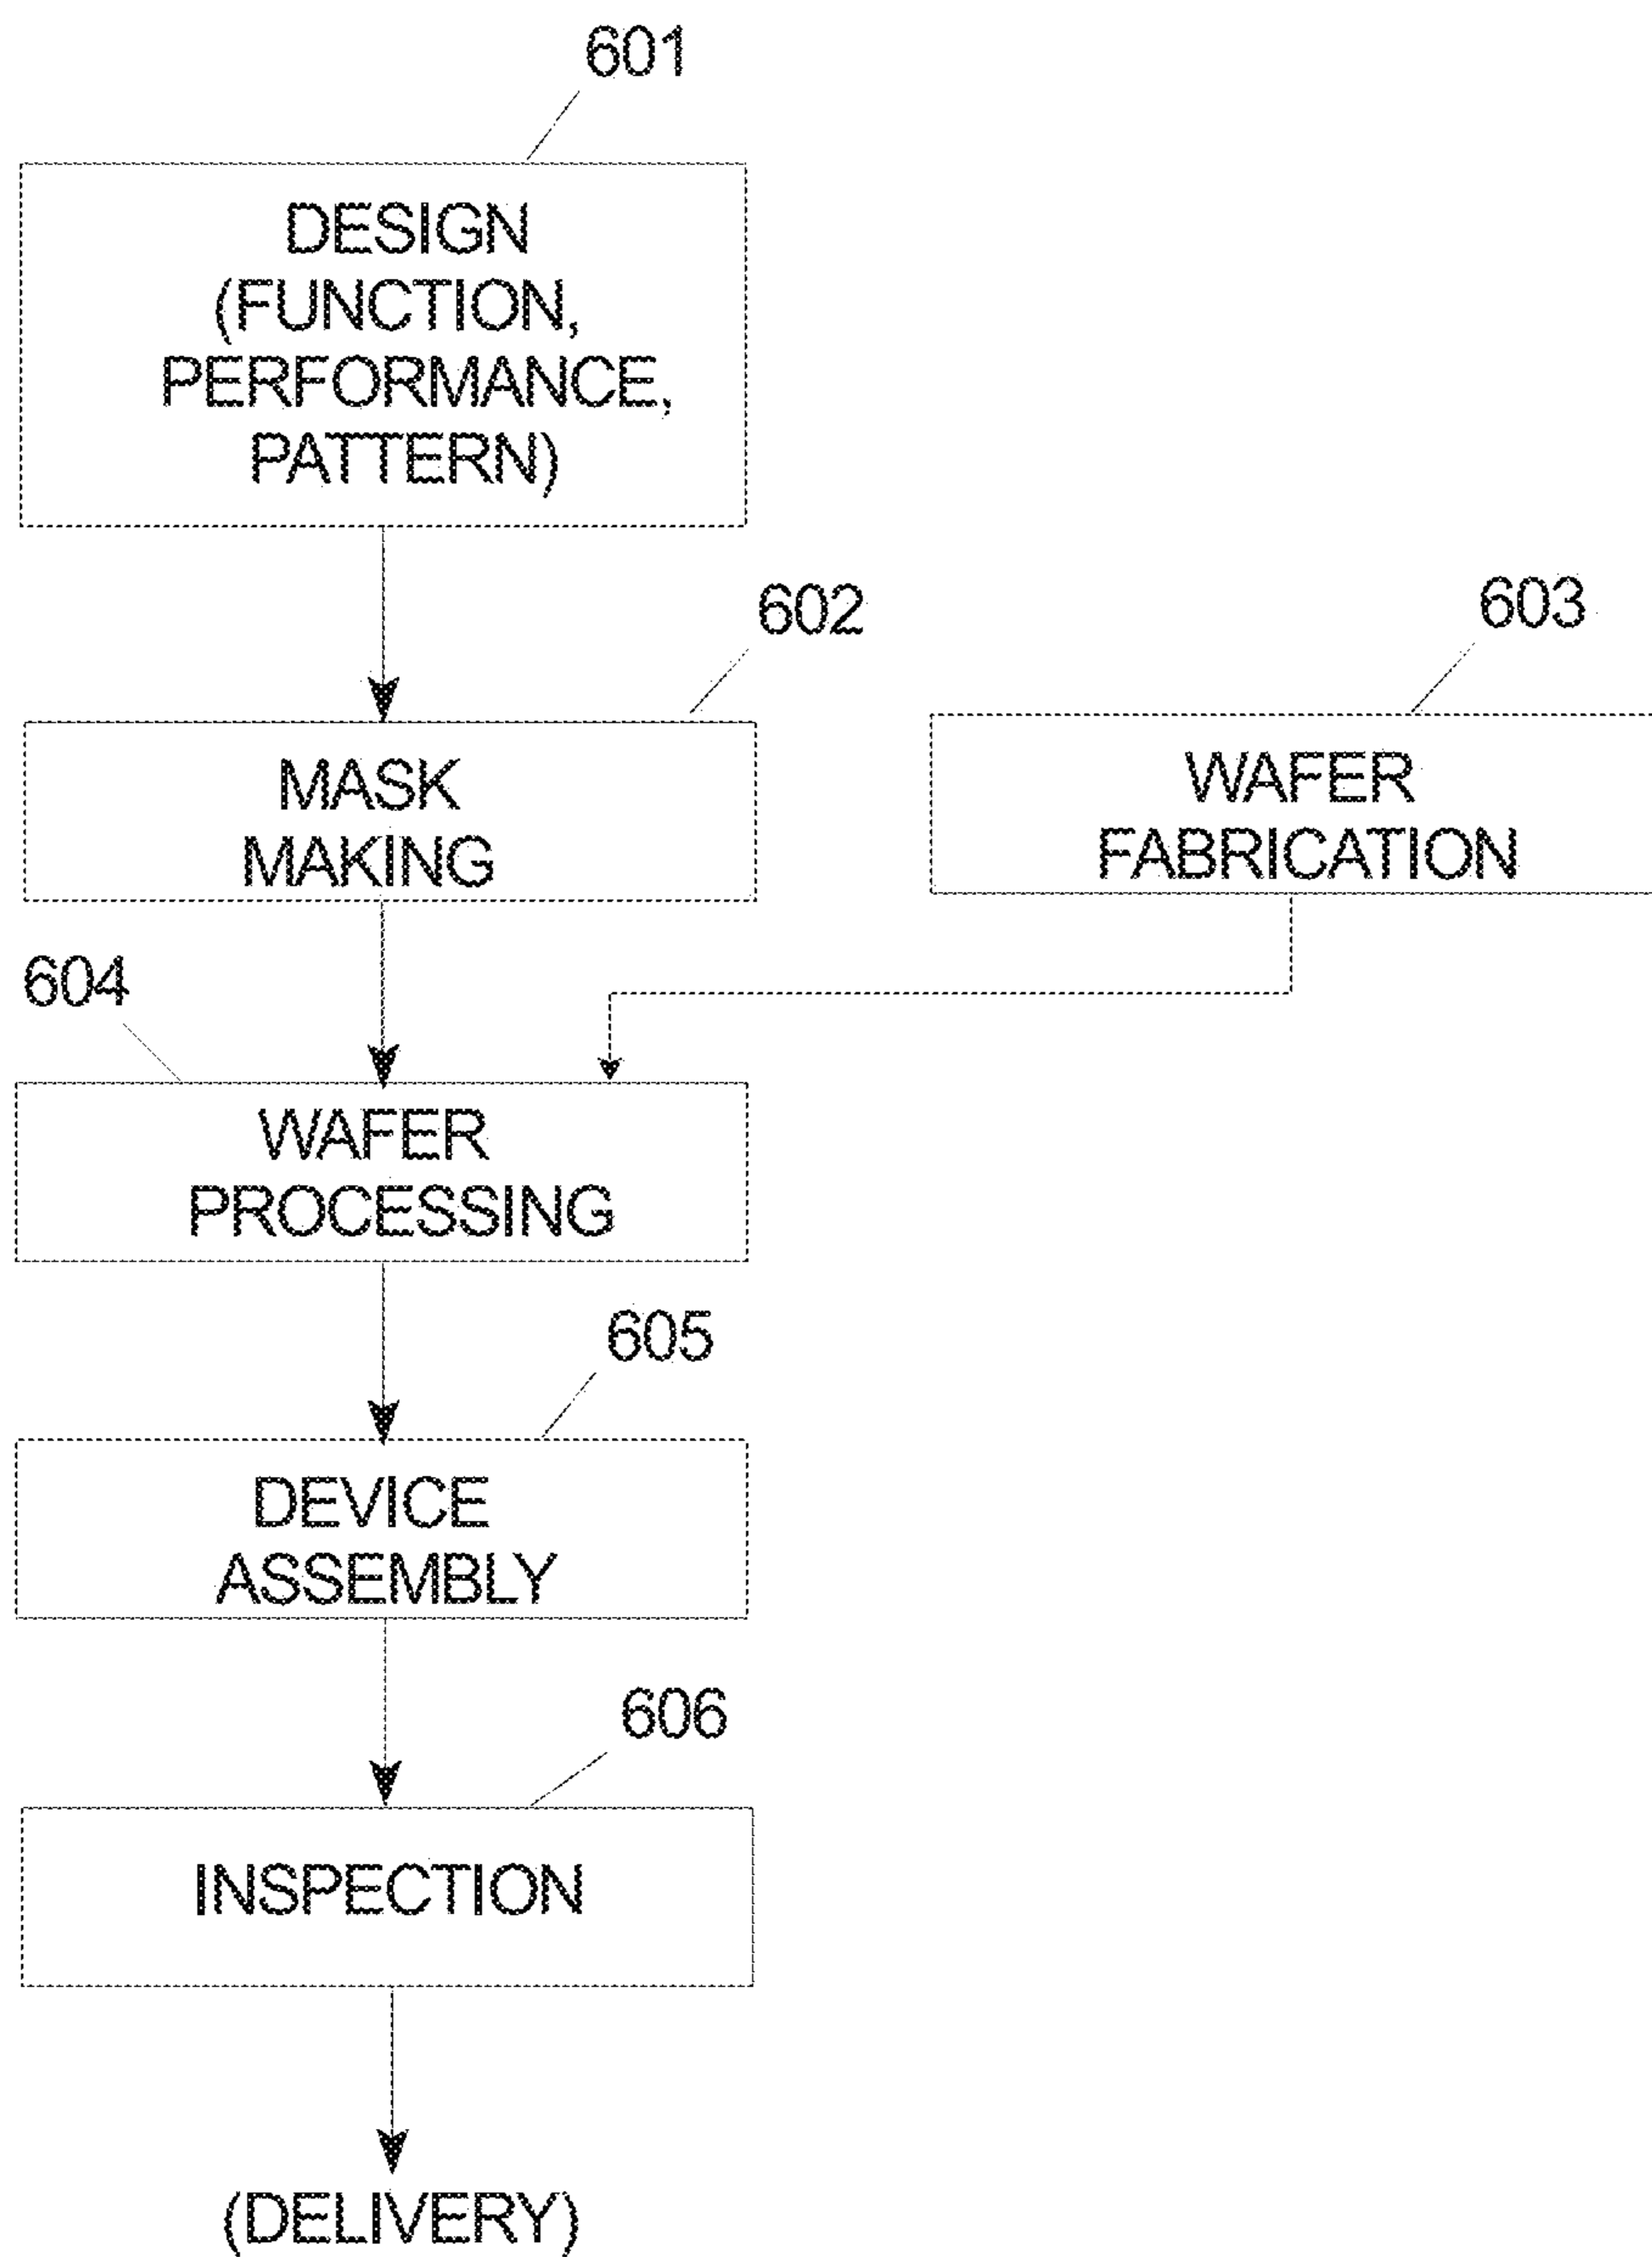 601
DESIGN
(FUNCTION,
PERFORMANCE,
PATTERN)
602
MASK
MAKING
603
WAFER
FABRICATION
604
WAFER
PROCESSING
605
DEVICE
ASSEMBLY
606
INSPECTION
(DELIVERY)